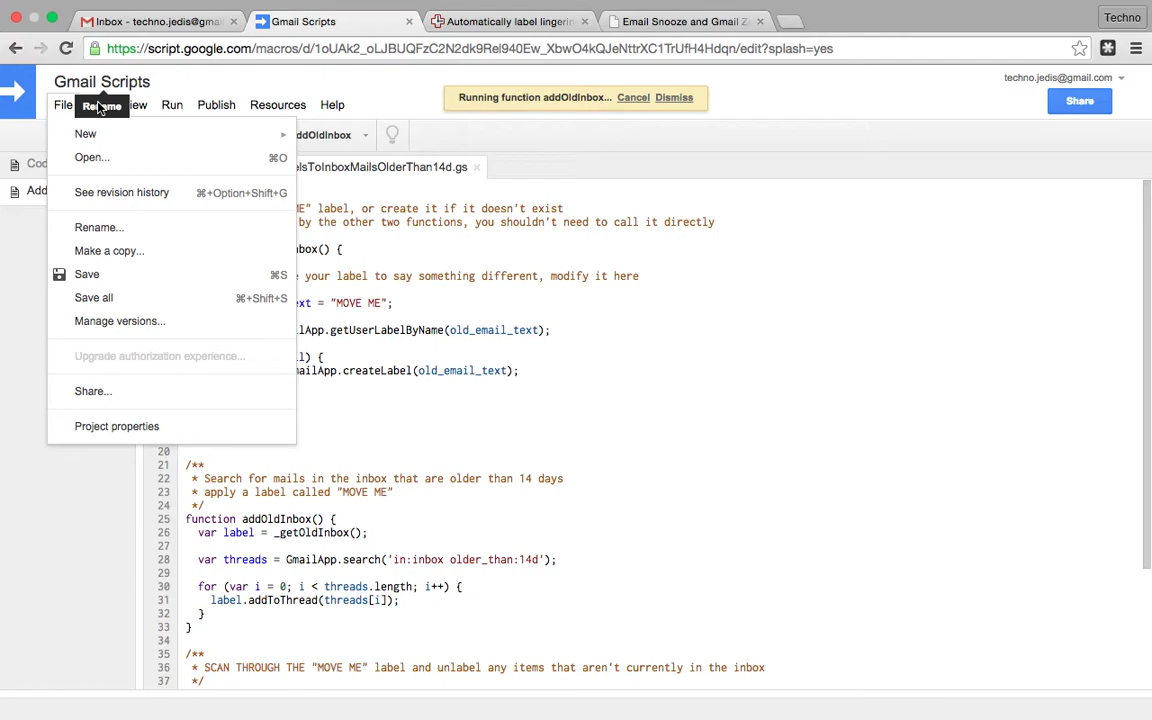 Inbox - techno.jedis@gmai
Gmail Scripts
Automatically label lingerin
Email Snooze and Gmail Z
Techno
https://script.google.com/macros/d/1oUAk2_oLJBUQFzC2N2dk9Rel940Ew_XbwO4kQJeNttrXC1TrUfH4Hdqn/edit?splash=yes
Gmail Scripts
techno.jedis@gmail.com
File
Rename
iew
Run
Publish
Resources
Help
Running function addOldInbox... Cancel Dismiss
Share
New
ddOldInbox
Open... ⌘O
Cod
elsToInboxMailsOlderThan14d.gs
See revision history ⌘+Option+Shift+G
Add
E" label, or create it if it doesn't exist
by the other two functions, you shouldn't need to call it directly
Rename...
Make a copy...
nbox() {
Save ⌘S
your label to say something different, modify it here
Save all ⌘+Shift+S
ext = "MOVE ME";
Manage versions...
ilApp.getUserLabelByName(old_email_text);
Upgrade authorization experience...
l) {
mailApp.createLabel(old_email_text);
Share...
Project properties
20
21 /**
22 * Search for mails in the inbox that are older than 14 days
23 * apply a label called "MOVE ME"
24 */
25 function addOldInbox() {
26 var label = _getOldInbox();
27
28 var threads = GmailApp.search('in:inbox older_than:14d');
29
30 for (var i = 0; i < threads.length; i++) {
31 label.addToThread(threads[i]);
32 }
33 }
34
35 /**
36 * SCAN THROUGH THE "MOVE ME" label and unlabel any items that aren't currently in the inbox
37 */